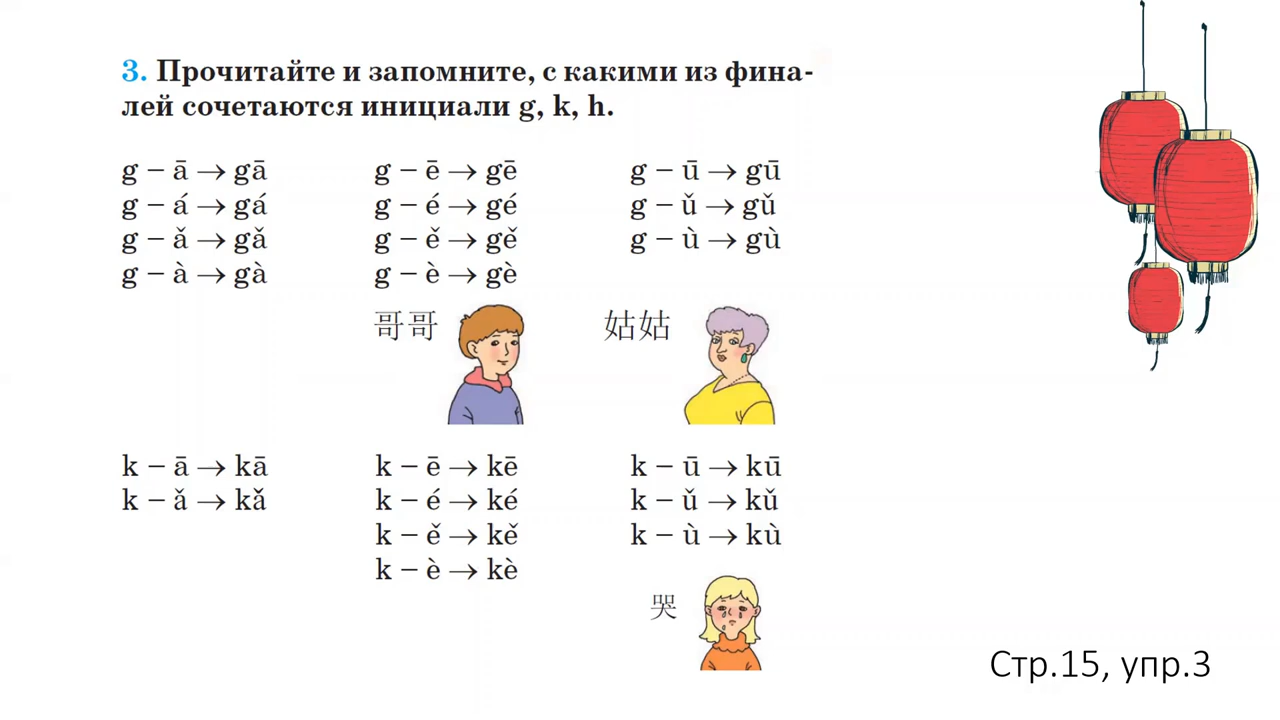 3. Прочитайте и запомните, с какими из фина-
лей сочетаются инициали g, k, h.
g – ā → gā
g – á → gá
g – ǎ → gǎ
g – à → gà
g – ē → gē
g – é → gé
g – ě → gě
g – è → gè
g – ū → gū
g – ǔ → gǔ
g – ù → gù
哥哥
姑姑
k – ā → kā
k – ǎ → kǎ
k – ē → kē
k – é → ké
k – ě → kě
k – è → kè
k – ū → kū
k – ǔ → kǔ
k – ù → kù
哭
Стр.15, упр.3